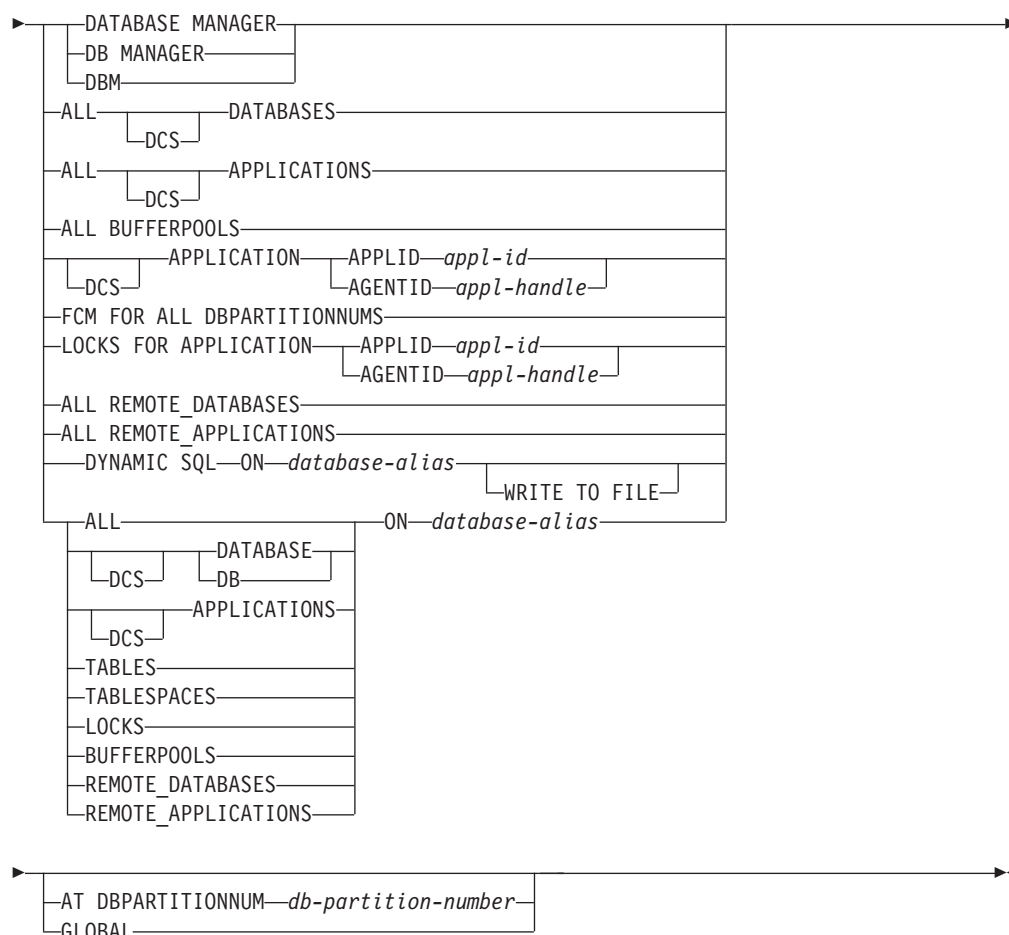 DATABASE MANAGER
DB MANAGER
DBM
ALL DATABASES
DCS
ALL APPLICATIONS
DCS
ALL BUFFERPOOLS
APPLICATION APPLID appl-id
DCS AGENTID appl-handle
FCM FOR ALL DBPARTITIONNUMS
LOCKS FOR APPLICATION APPLID appl-id
AGENTID appl-handle
ALL REMOTE_DATABASES
ALL REMOTE_APPLICATIONS
DYNAMIC SQL ON database-alias
WRITE TO FILE
ALL ON database-alias
DATABASE
DCS DB
APPLICATIONS
DCS
TABLES
TABLESPACES
LOCKS
BUFFERPOOLS
REMOTE_DATABASES
REMOTE_APPLICATIONS
AT DBPARTITIONNUM db-partition-number
GLOBAL